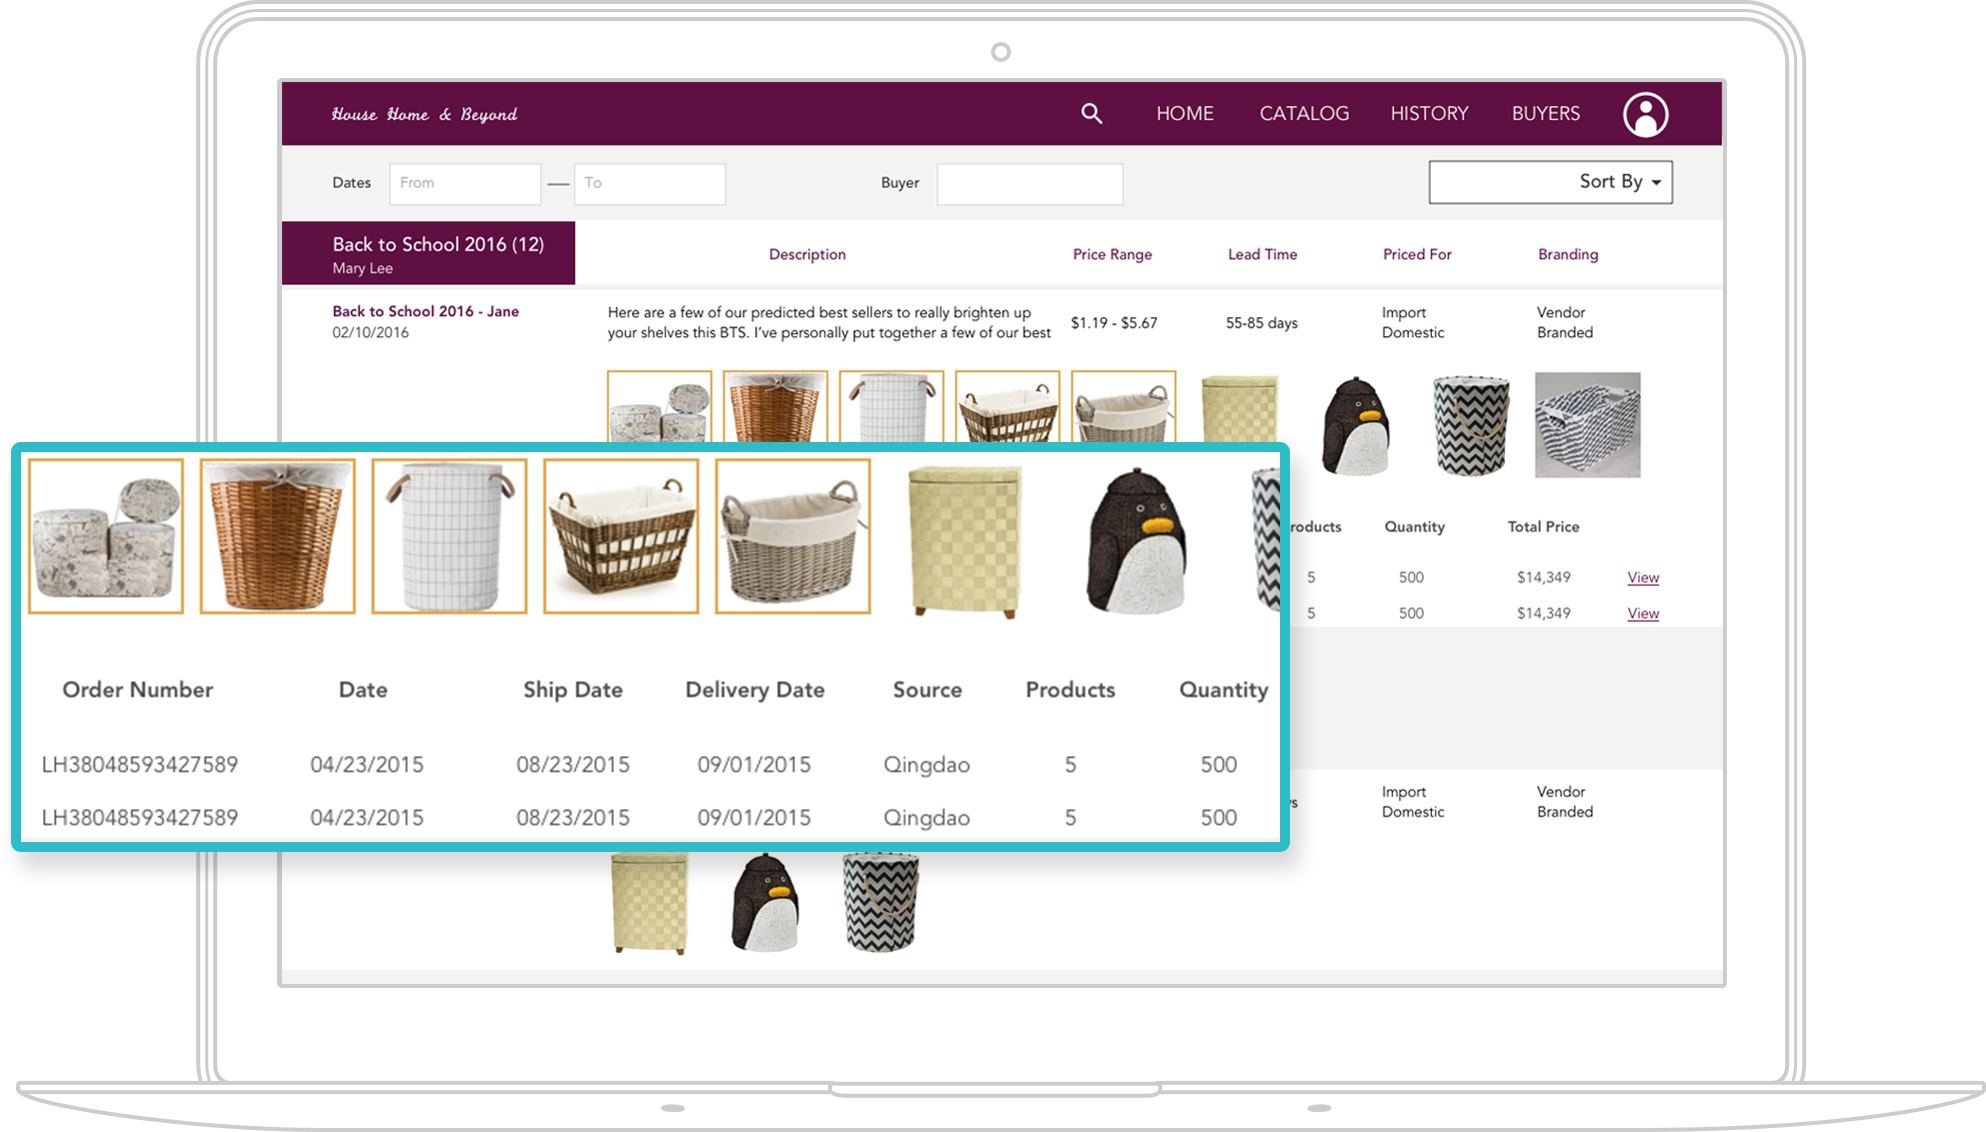 House Home & Beyond
HOME CATALOG HISTORY BUYERS
Dates From — To Buyer Sort By
Back to School 2016 (12)
Mary Lee
Description Price Range Lead Time Priced For Branding
Back to School 2016 - Jane
02/10/2016
Here are a few of our predicted best sellers to really brighten up
your shelves this BTS. I've personally put together a few of our best
$1.19 - $5.67
55-85 days
Import
Domestic
Vendor
Branded
roducts Quantity Total Price
5 500 $14,349 View
5 500 $14,349 View
Order Number Date Ship Date Delivery Date Source Products Quantity
LH38048593427589 04/23/2015 08/23/2015 09/01/2015 Qingdao 5 500
LH38048593427589 04/23/2015 08/23/2015 09/01/2015 Qingdao 5 500
Import
Domestic
Vendor
Branded